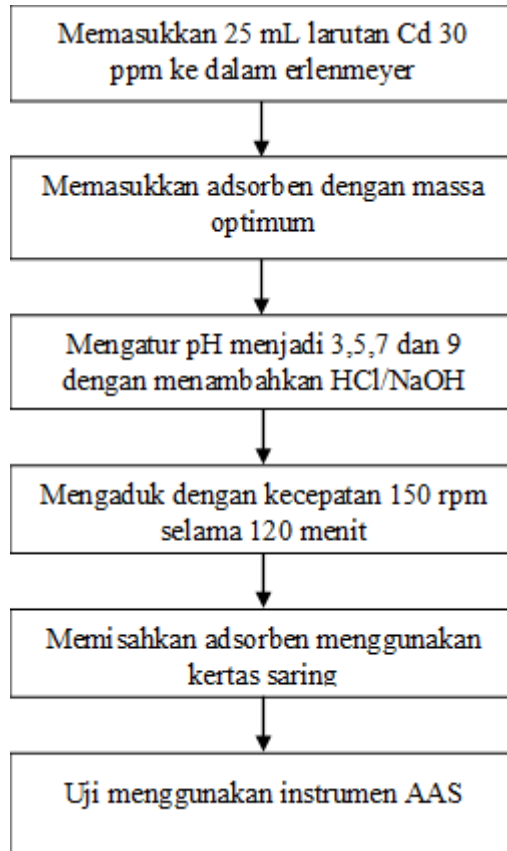 Memasukkan 25 mL larutan Cd 30
ppm ke dalam erlenmeyer
Memasukkan adsorben dengan massa
optimum
Mengatur pH menjadi 3,5,7 dan 9
dengan menambahkan HCl/NaOH
Mengaduk dengan kecepatan 150 rpm
selama 120 menit
Memisahkan adsorben menggunakan
kertas saring
Uji menggunakan instrumen AAS